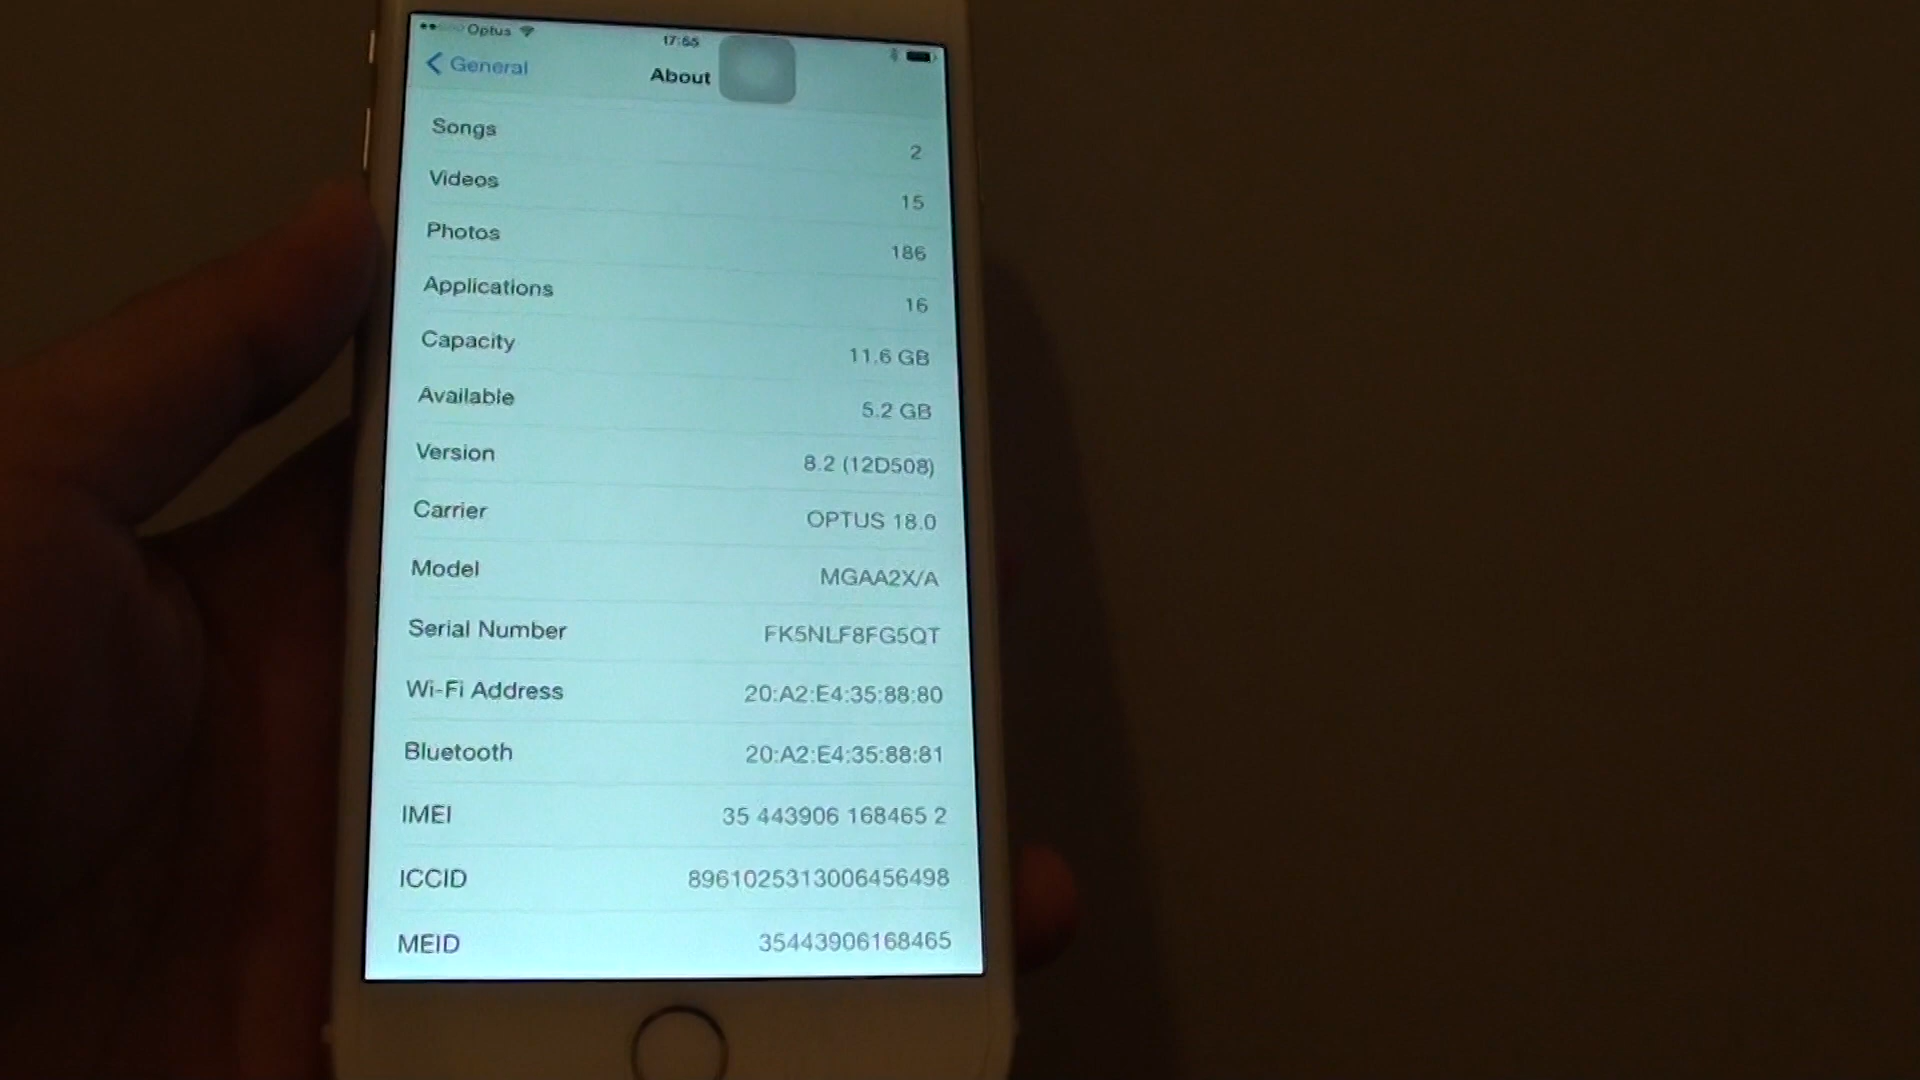 Optus
17:55
General
About
Songs 2
Videos 15
Photos 186
Applications 16
Capacity 11.6 GB
Available 5.2 GB
Version 8.2 (12D508)
Carrier OPTUS 18.0
Model MGAA2X/A
Serial Number FK5NLF8FG5QT
Wi-Fi Address 20:A2:E4:35:88:80
Bluetooth 20:A2:E4:35:88:81
IMEI 35 443906 168465 2
ICCID 8961025313006456498
MEID 35443906168465